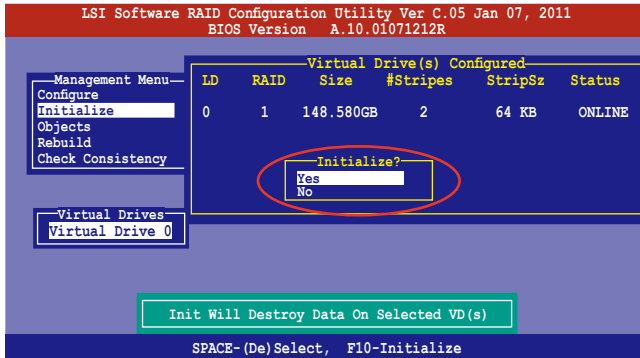 LSI Software RAID Configuration Utility Ver C.05 Jan 07, 2011
BIOS Version A.10.01071212R
Virtual Drive(s) Configured
LD RAID Size #Stripes StripSz Status
0 1 148.580GB 2 64 KB ONLINE
Management Menu
Configure
Initialize
Objects
Rebuild
Check Consistency
Initialize?
Yes
No
Virtual Drives
Virtual Drive 0
Init Will Destroy Data On Selected VD(s)
SPACE-(De)Select, F10-Initialize